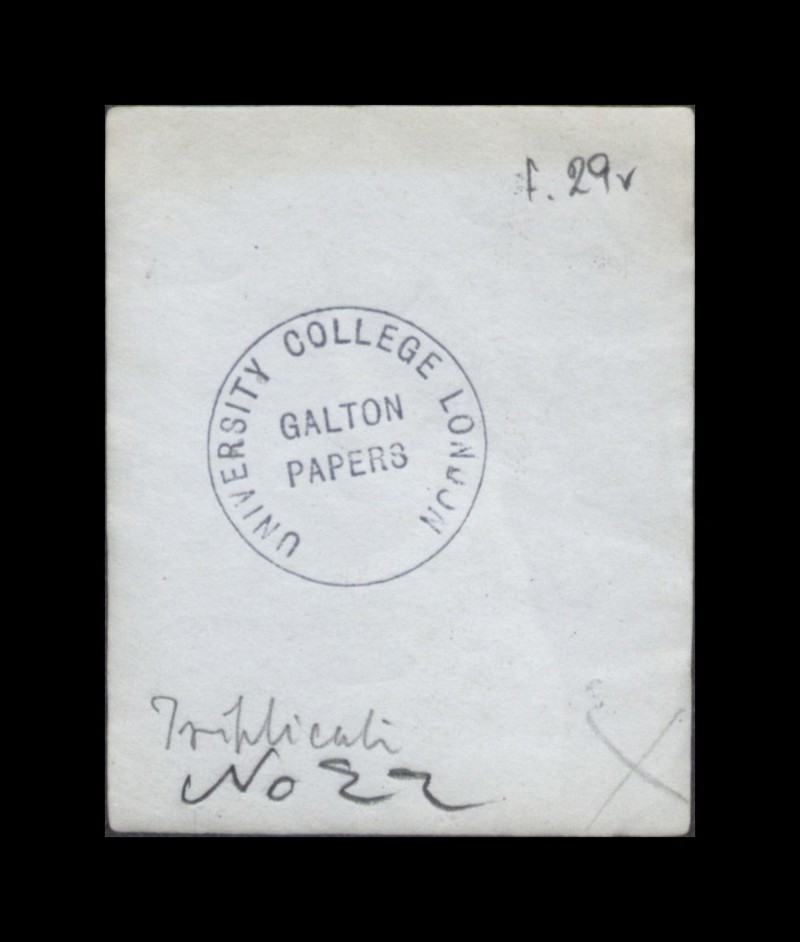 f. 29v
UNIVERSITY COLLEGE LONDON
GALTON
PAPERS
Triplicate
No 22